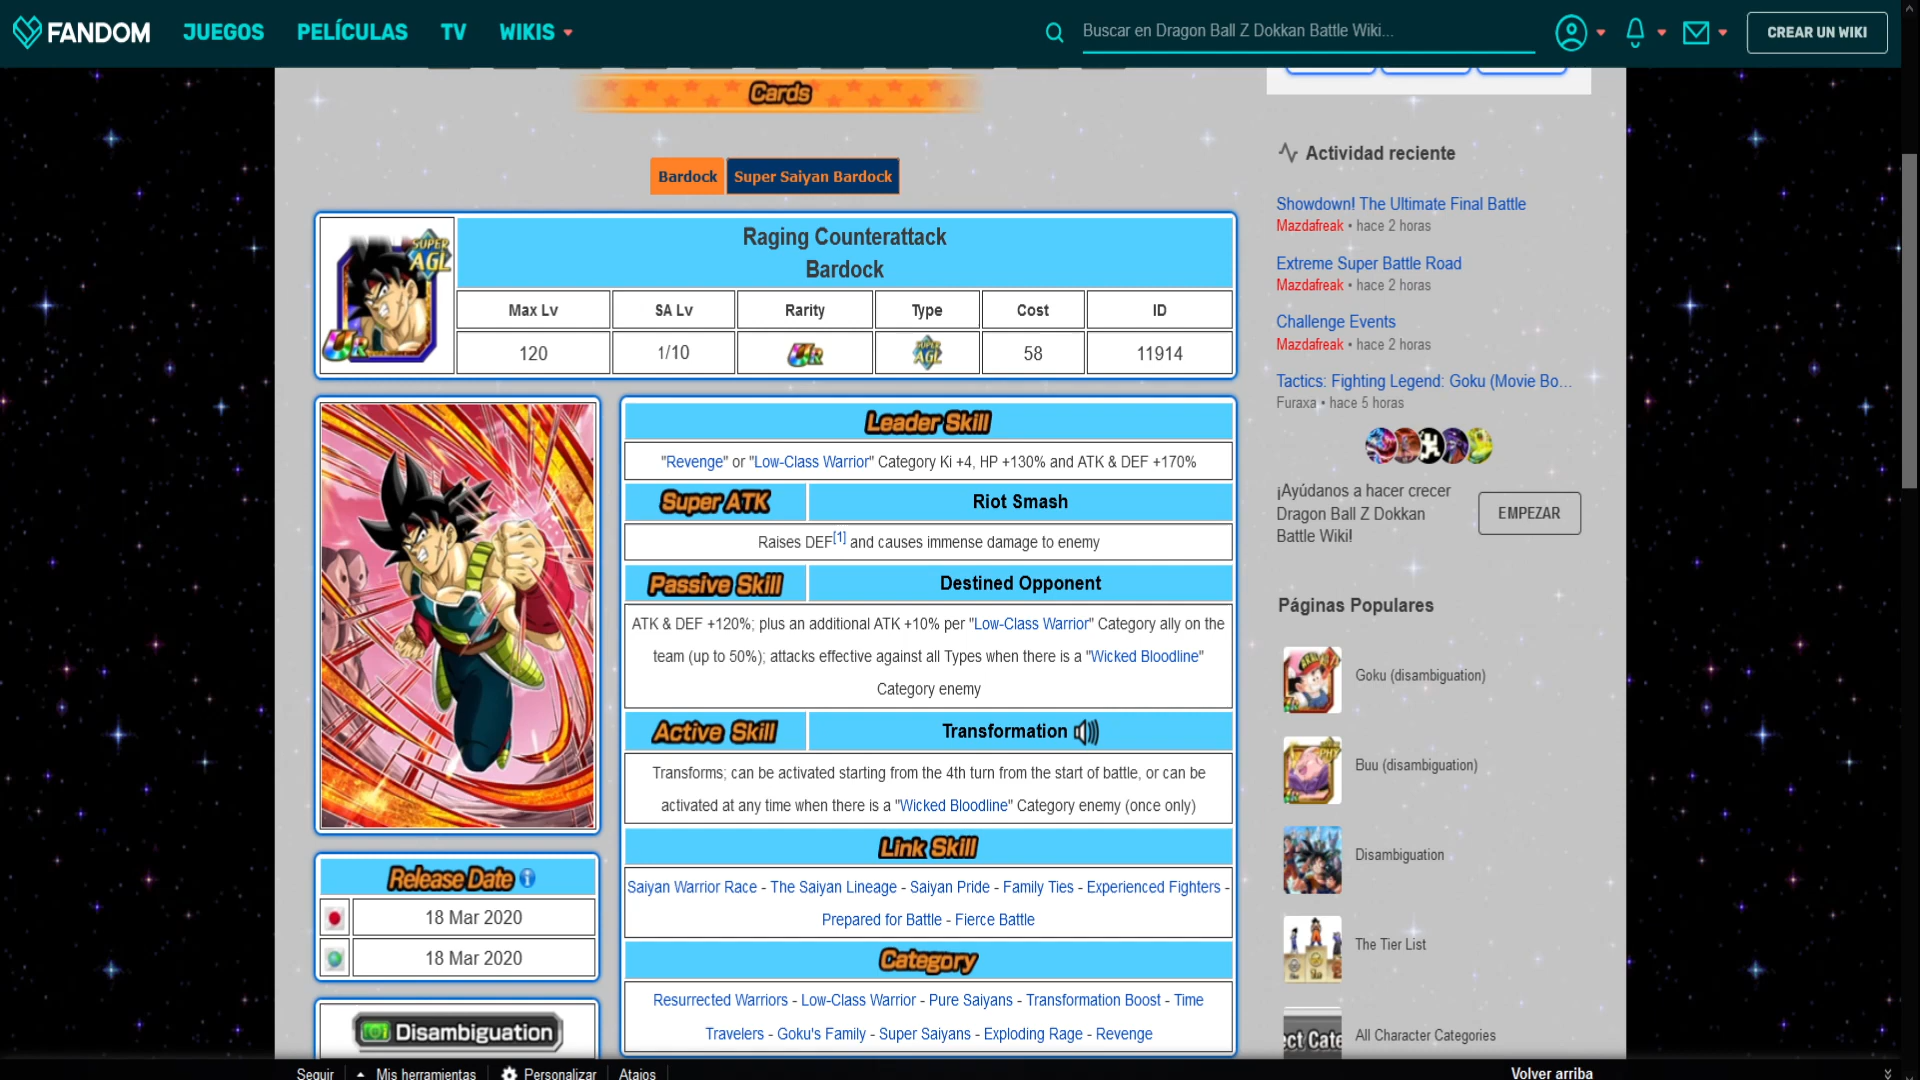 FANDOM JUEGOS PELÍCULAS TV WIKIS Buscar en Dragon Ball Z Dokkan Battle Wiki... CREAR UN WIKI
Cards
Bardock Super Saiyan Bardock
SUPER AGL
UR
Raging Counterattack
Bardock
Max Lv SA Lv Rarity Type Cost ID
120 1/10 UR SUPER AGL 58 11914
Leader Skill
"Revenge" or "Low-Class Warrior" Category Ki +4, HP +130% and ATK & DEF +170%
Super ATK Riot Smash
Raises DEF[1] and causes immense damage to enemy
Passive Skill Destined Opponent
ATK & DEF +120%; plus an additional ATK +10% per "Low-Class Warrior" Category ally on the
team (up to 50%); attacks effective against all Types when there is a "Wicked Bloodline"
Category enemy
Active Skill Transformation
Transforms; can be activated starting from the 4th turn from the start of battle, or can be
activated at any time when there is a "Wicked Bloodline" Category enemy (once only)
Link Skill
Saiyan Warrior Race - The Saiyan Lineage - Saiyan Pride - Family Ties - Experienced Fighters -
Prepared for Battle - Fierce Battle
Category
Resurrected Warriors - Low-Class Warrior - Pure Saiyans - Transformation Boost - Time
Travelers - Goku's Family - Super Saiyans - Exploding Rage - Revenge
Release Date
18 Mar 2020
18 Mar 2020
Disambiguation
Actividad reciente
Showdown! The Ultimate Final Battle
Mazdafreak • hace 2 horas
Extreme Super Battle Road
Mazdafreak • hace 2 horas
Challenge Events
Mazdafreak • hace 2 horas
Tactics: Fighting Legend: Goku (Movie Bo...
Furaxa • hace 5 horas
¡Ayúdanos a hacer crecer
Dragon Ball Z Dokkan
Battle Wiki!
EMPEZAR
Páginas Populares
Goku (disambiguation)
PHY
Buu (disambiguation)
Disambiguation
The Tier List
ect Cate
All Character Categories
Seguir Mis herramientas Personalizar Atajos Volver arriba